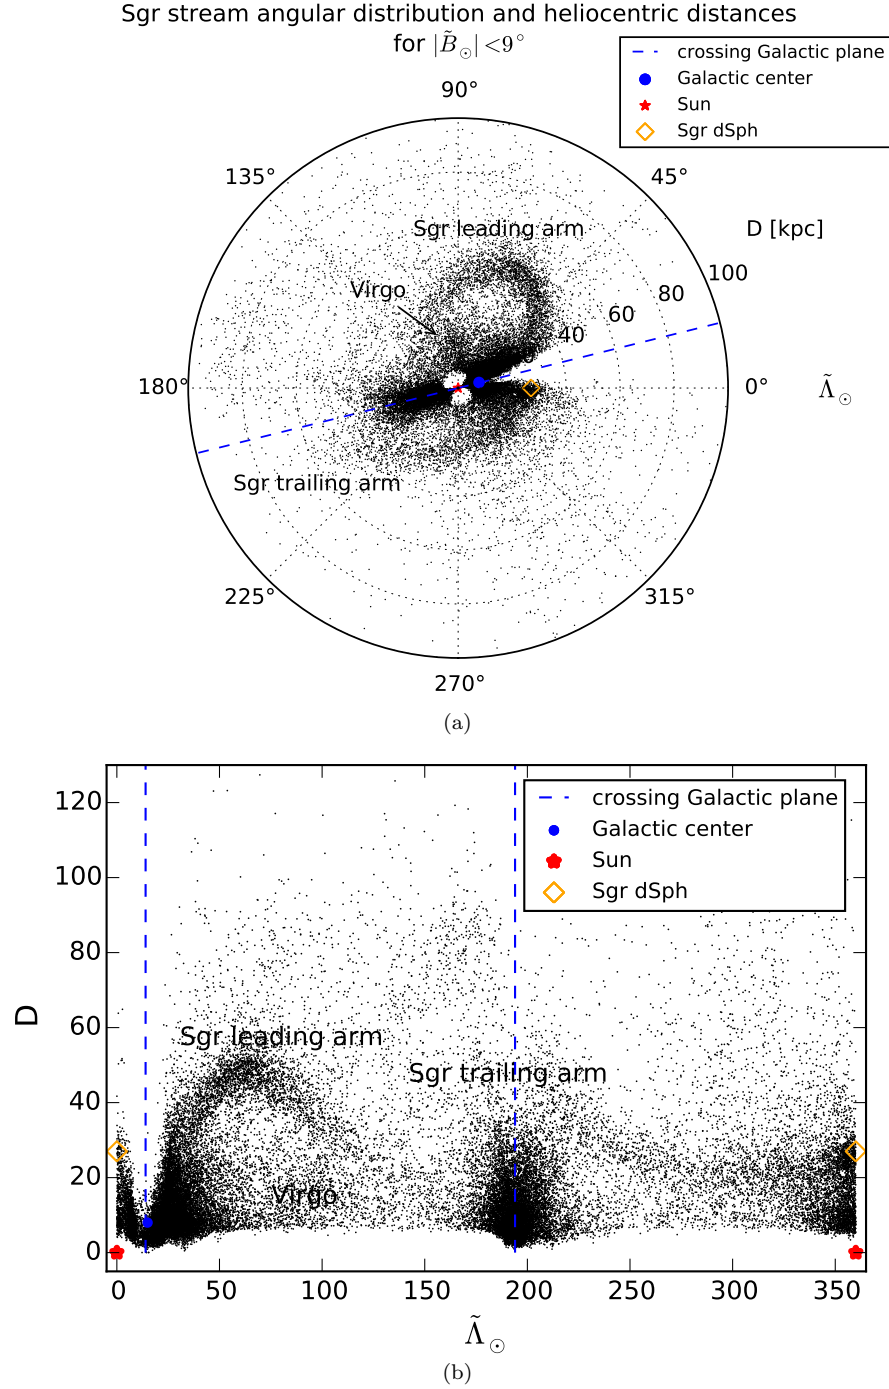 Sgr stream angular distribution and heliocentric distances
for |B̃☉| <9°
crossing Galactic plane
Galactic center
Sun
Sgr dSph
90°
135°
45°
Sgr leading arm
D [kpc]
100
Virgo
80
60
40
180°
0°
Λ̃☉
Sgr trailing arm
225°
315°
270°
(a)
120
100
80
60
40
20
0
D
crossing Galactic plane
Galactic center
Sun
Sgr dSph
Sgr leading arm
Sgr trailing arm
Virgo
0 50 100 150 200 250 300 350
Λ̃☉
(b)